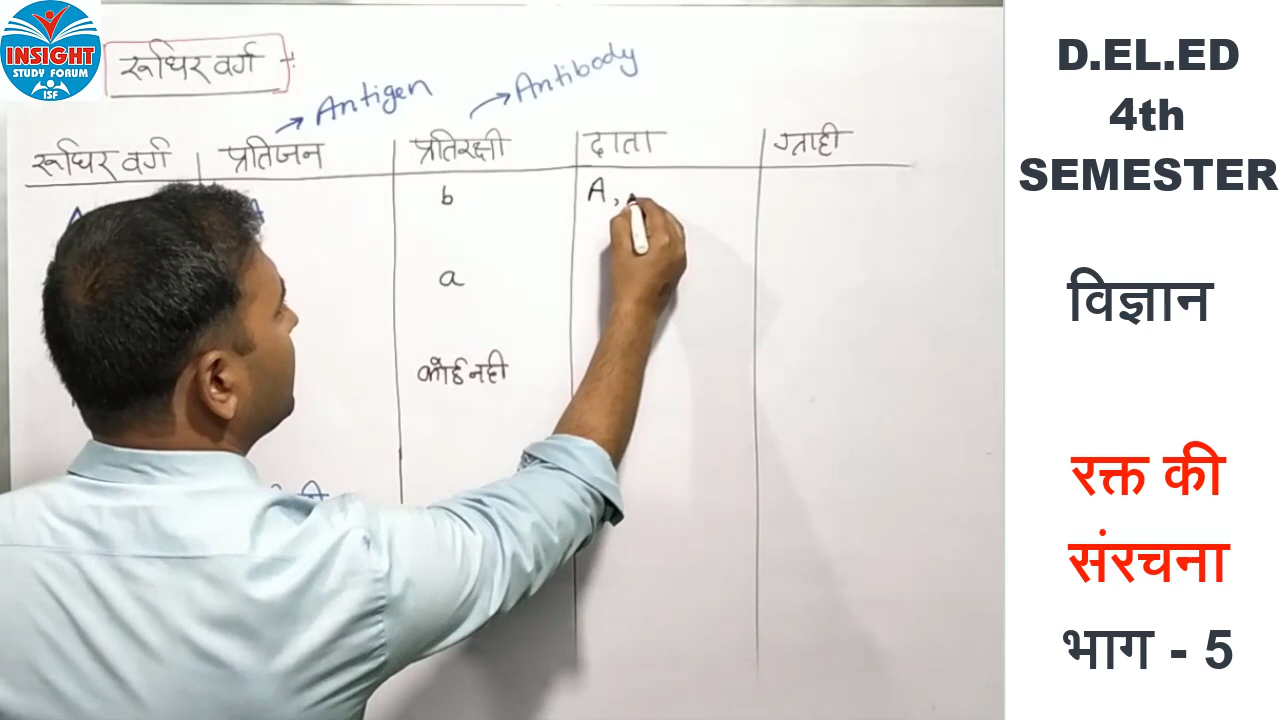 INSIGHT
STUDY FORUM
ISF
रूधिर वर्ग :-
→ Antigen
→ Antibody
रूधिर वर्ग प्रतिजन प्रतिरक्षी दाता ग्राही
A A b A,
a
कोई नही
D.EL.ED
4th
SEMESTER
विज्ञान
रक्त की
संरचना
भाग - 5